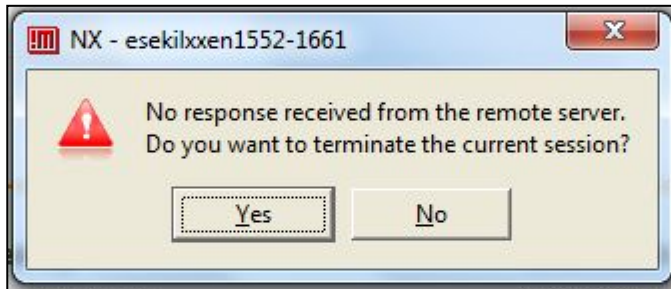 !M NX - esekilxxen1552-1661
No response received from the remote server.
Do you want to terminate the current session?
Yes No